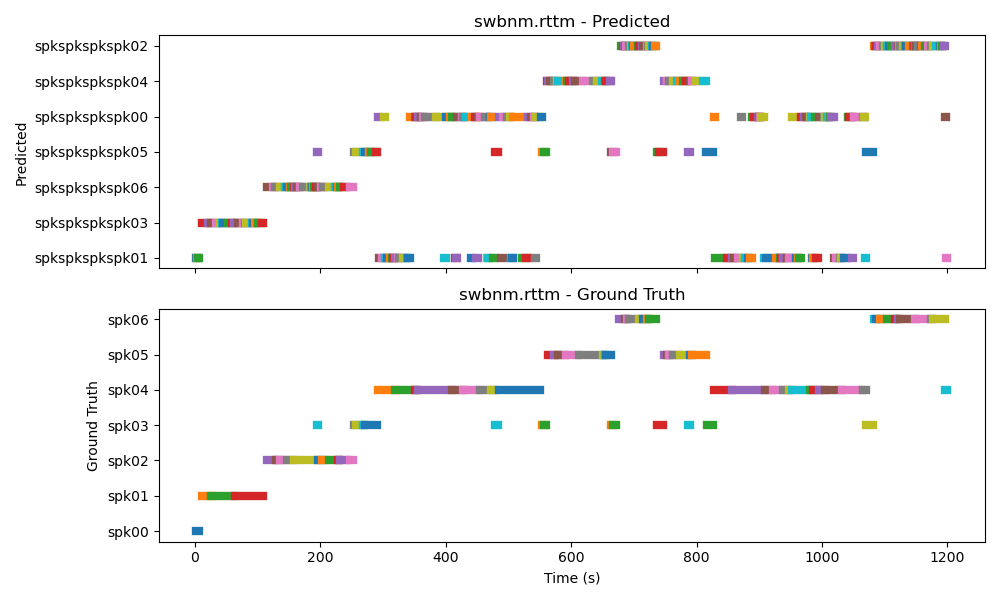 swbnm.rttm - Predicted
Predicted
spkspkspkspk02
spkspkspkspk04
spkspkspkspk00
spkspkspkspk05
spkspkspkspk06
spkspkspkspk03
spkspkspkspk01
swbnm.rttm - Ground Truth
Ground Truth
spk06
spk05
spk04
spk03
spk02
spk01
spk00
0 200 400 600 800 1000 1200
Time (s)